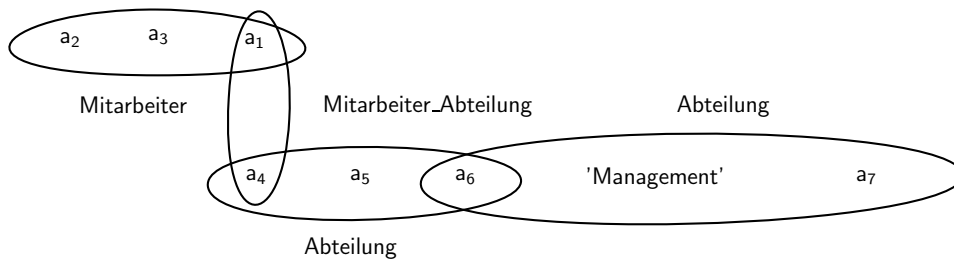 a₂ a₃ a₁
Mitarbeiter Mitarbeiter_Abteilung Abteilung
a₄ a₅ a₆ 'Management' a₇
Abteilung